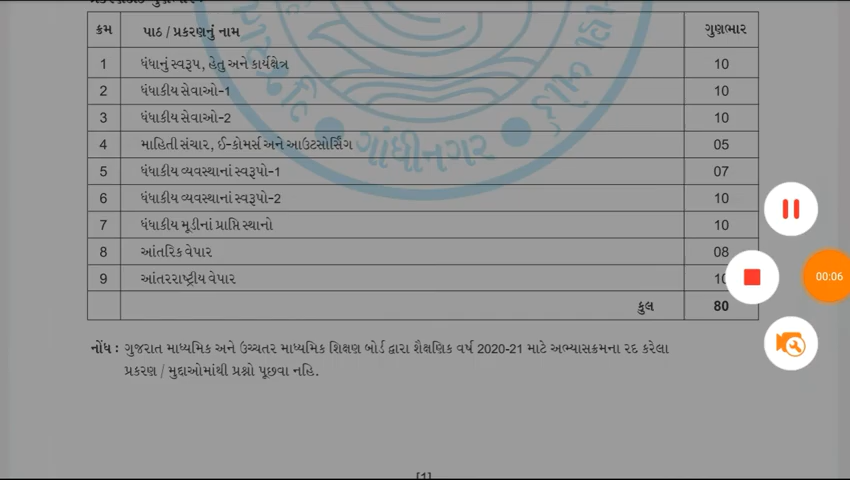 ક્રમ પાઠ / પ્રકરણનું નામ ગુણભાર
1 ધંધાનું સ્વરૂપ, હેતુ અને કાર્યક્ષેત્ર 10
2 ધંધાકીય સેવાઓ-1 10
3 ધંધાકીય સેવાઓ-2 10
4 માહિતી સંચાર, ઈ-કોમર્સ અને આઉટસોર્સિંગ 05
5 ધંધાકીય વ્યવસ્થાનાં સ્વરૂપો-1 07
6 ધંધાકીય વ્યવસ્થાનાં સ્વરૂપો-2 10
7 ધંધાકીય મૂડીનાં પ્રાપ્તિ સ્થાનો 10
8 આંતરિક વેપાર 08
9 આંતરરાષ્ટ્રીય વેપાર 10
કુલ 80
નોંધ : ગુજરાત માધ્યમિક અને ઉચ્ચતર માધ્યમિક શિક્ષણ બોર્ડ દ્વારા શૈક્ષણિક વર્ષ 2020-21 માટે અભ્યાસક્રમના રદ કરેલા
પ્રકરણ / મુદ્દાઓમાંથી પ્રશ્નો પૂછવા નહિ.
[1]
ગાંધીનગર
00:06